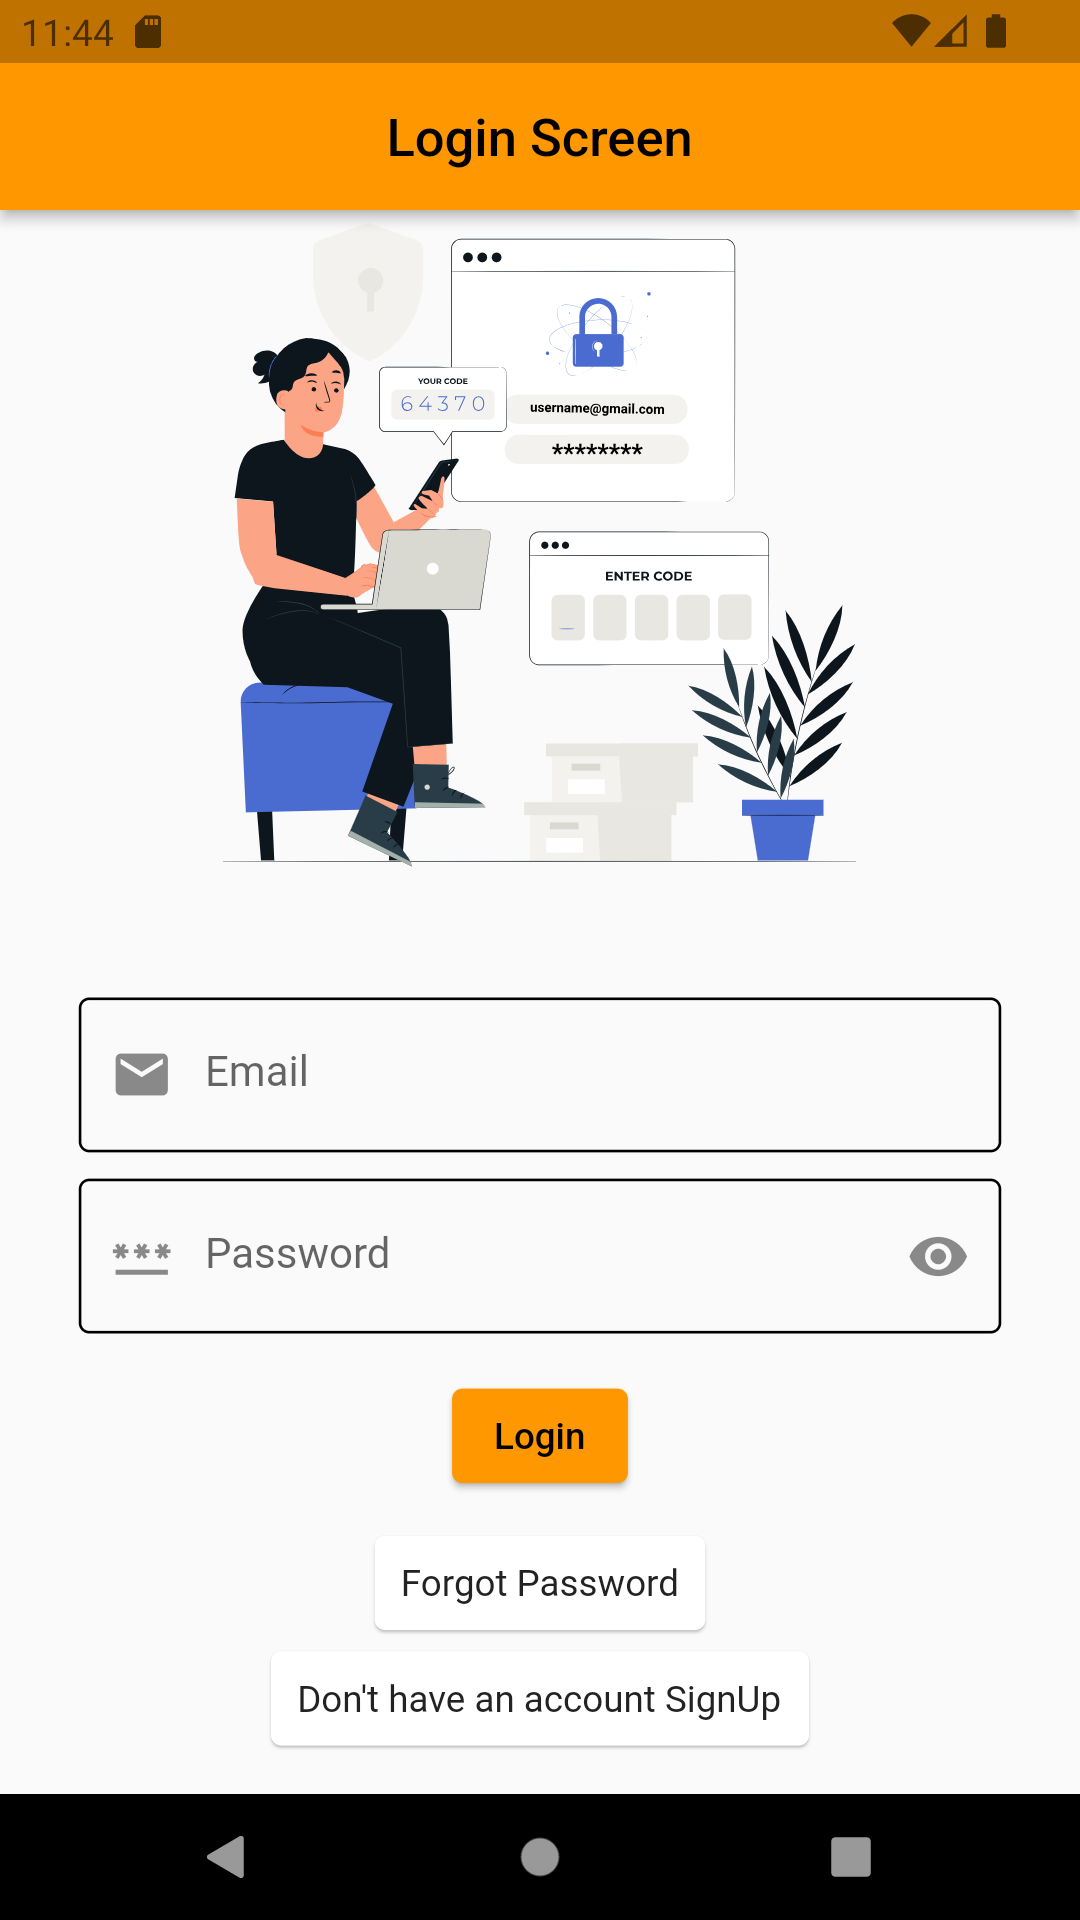 11:44
Login Screen
YOUR CODE
64370
username@gmail.com
********
ENTER CODE
Email
*** Password
Login
Forgot Password
Don't have an account SignUp